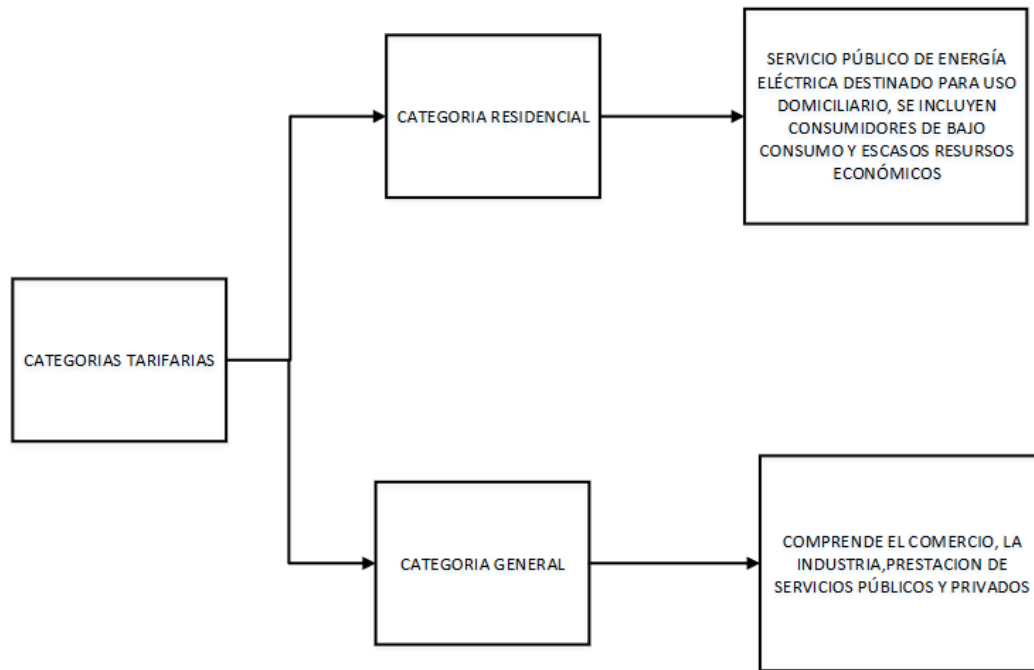 CATEGORIAS TARIFARIAS
CATEGORIA RESIDENCIAL
SERVICIO PÚBLICO DE ENERGÍA
ELÉCTRICA DESTINADO PARA USO
DOMICILIARIO, SE INCLUYEN
CONSUMIDORES DE BAJO
CONSUMO Y ESCASOS RESURSOS
ECONÓMICOS
CATEGORIA GENERAL
COMPRENDE EL COMERCIO, LA
INDUSTRIA,PRESTACION DE
SERVICIOS PÚBLICOS Y PRIVADOS